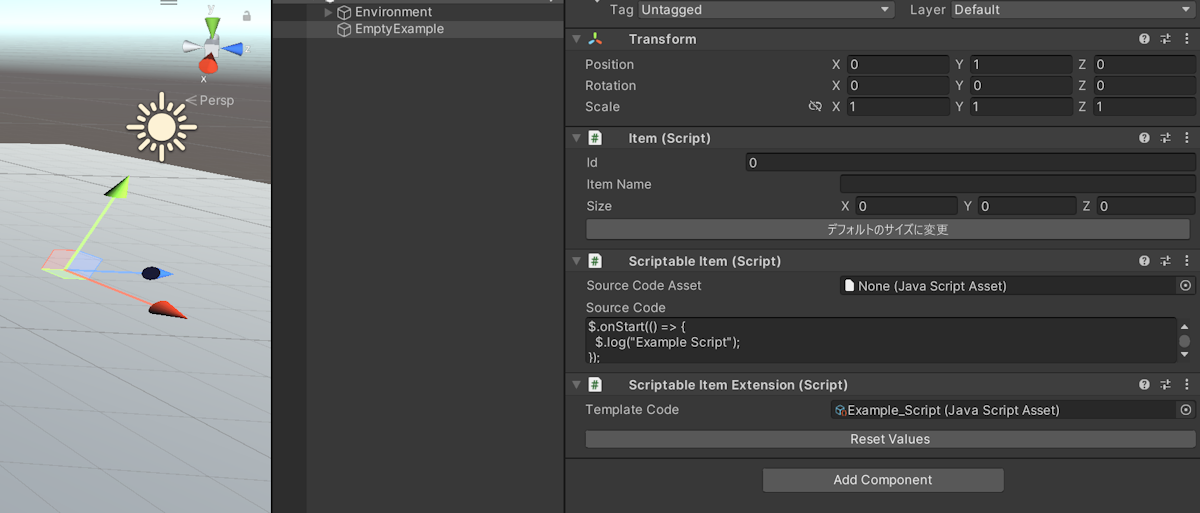 y
z
x
Persp
Environment
EmptyExample
Tag Untagged Layer Default
Transform
Position X 0 Y 1 Z 0
Rotation X 0 Y 0 Z 0
Scale X 1 Y 1 Z 1
# Item (Script)
Id 0
Item Name
Size X 0 Y 0 Z 0
デフォルトのサイズに変更
# Scriptable Item (Script)
Source Code Asset None (Java Script Asset)
Source Code
$.onStart(() => {
$.log("Example Script");
});
# Scriptable Item Extension (Script)
Template Code Example_Script (Java Script Asset)
Reset Values
Add Component